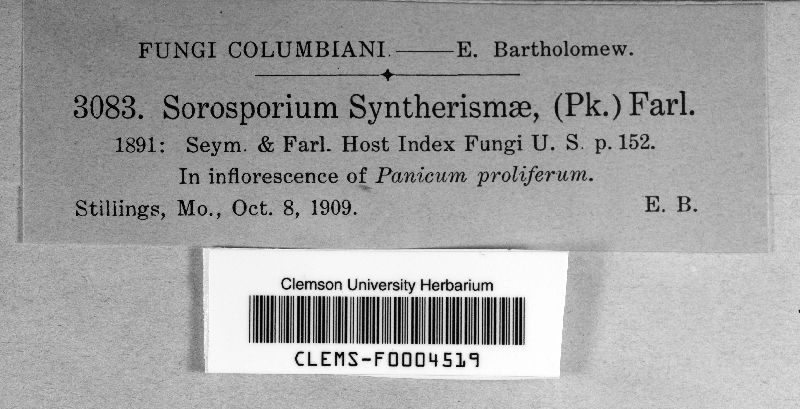 FUNGI COLUMBIANI.——E. Bartholomew.
3083. Sorosporium Syntherismæ, (Pk.) Farl.
1891: Seym. & Farl. Host Index Fungi U. S. p. 152.
In inflorescence of Panicum proliferum.
Stillings, Mo., Oct. 8, 1909. E. B.
Clemson University Herbarium
CLEMS-F0004519